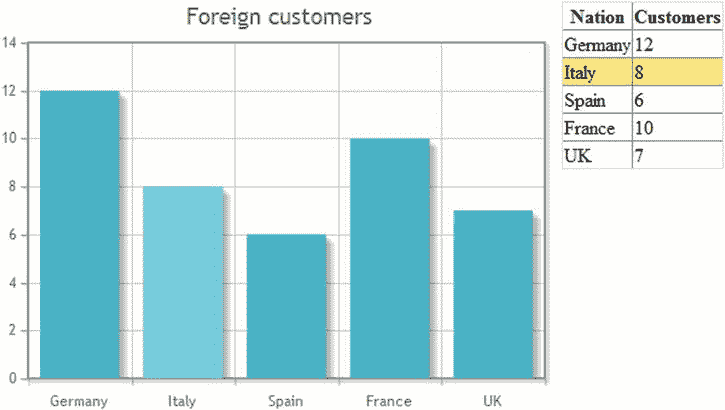 Foreign customers
14
12
10
8
6
4
2
0
Germany Italy Spain France UK
Nation Customers
Germany 12
Italy 8
Spain 6
France 10
UK 7